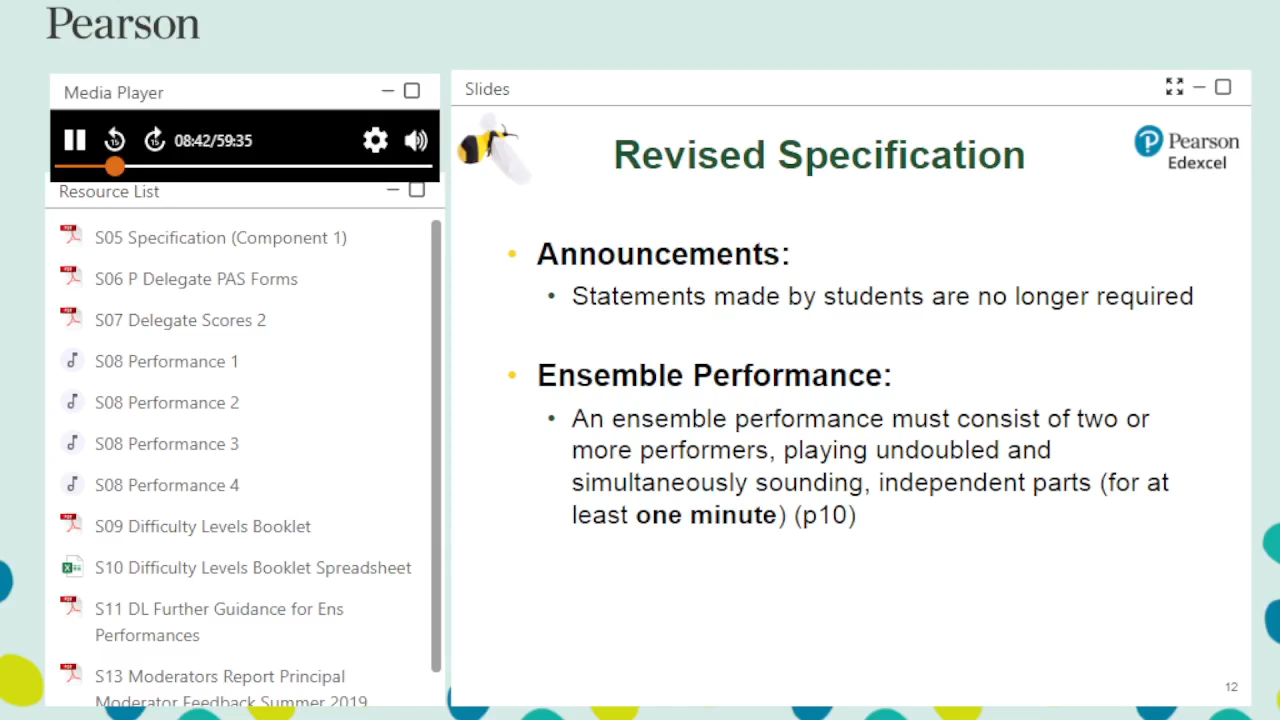 Pearson
Media Player
08:42/59:35
Resource List
S05 Specification (Component 1)
S06 P Delegate PAS Forms
S07 Delegate Scores 2
S08 Performance 1
S08 Performance 2
S08 Performance 3
S08 Performance 4
S09 Difficulty Levels Booklet
S10 Difficulty Levels Booklet Spreadsheet
S11 DL Further Guidance for Ens
Performances
S13 Moderators Report Principal
Moderator Feedback Summer 2019
Slides
Revised Specification
Pearson
Edexcel
• Announcements:
• Statements made by students are no longer required
• Ensemble Performance:
• An ensemble performance must consist of two or
more performers, playing undoubled and
simultaneously sounding, independent parts (for at
least one minute) (p10)
12